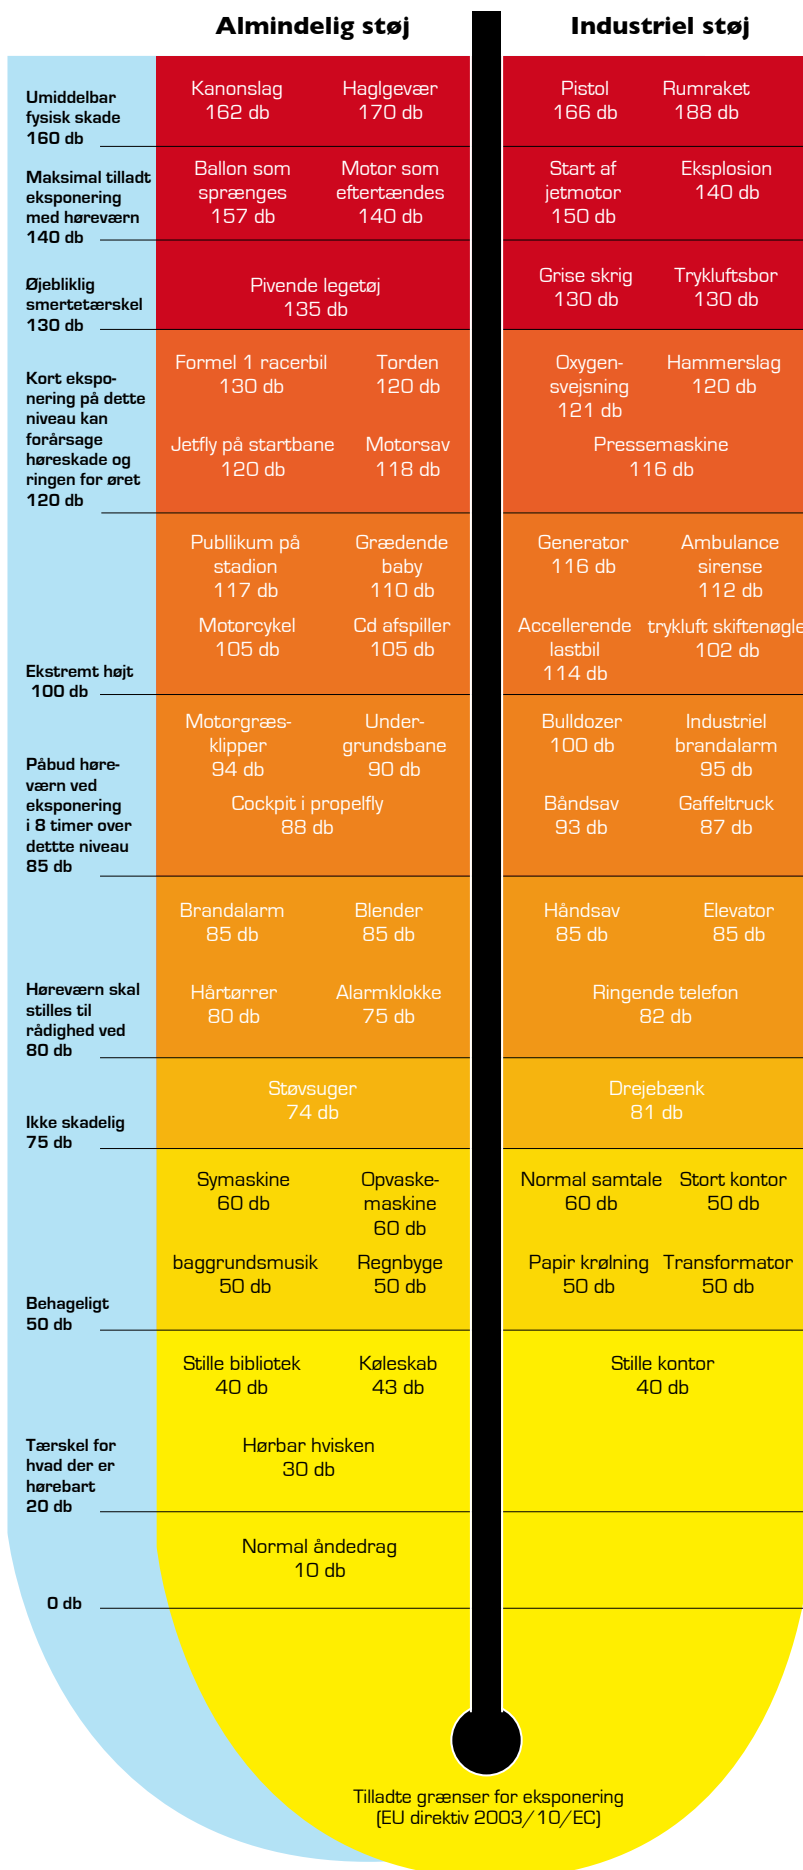 Almindelig støj
Industriel støj
Umiddelbar
fysisk skade
160 db
Kanonslag
162 db
Haglgevær
170 db
Pistol
166 db
Rumraket
188 db
Maksimal tilladt
eksponering
med høreværn
140 db
Ballon som
sprænges
157 db
Motor som
eftertændes
140 db
Start af
jetmotor
150 db
Eksplosion
140 db
Øjebliklig
smertetærskel
130 db
Pivende legetøj
135 db
Grise skrig
130 db
Trykluftsbor
130 db
Kort ekspo-
nering på dette
niveau kan
forårsage
høreskade og
ringen for øret
120 db
Formel 1 racerbil
130 db
Torden
120 db
Jetfly på startbane
120 db
Motorsav
118 db
Oxygen-
svejsning
121 db
Hammerslag
120 db
Pressemaskine
116 db
Ekstremt højt
100 db
Publlikum på
stadion
117 db
Grædende
baby
110 db
Motorcykel
105 db
Cd afspiller
105 db
Generator
116 db
Ambulance
sirense
112 db
Accellerende
lastbil
114 db
trykluft skiftenøgle
102 db
Påbud høre-
værn ved
eksponering
i 8 timer over
dettte niveau
85 db
Motorgræs-
klipper
94 db
Under-
grundsbane
90 db
Cockpit i propelfly
88 db
Bulldozer
100 db
Industriel
brandalarm
95 db
Båndsav
93 db
Gaffeltruck
87 db
Høreværn skal
stilles til
rådighed ved
80 db
Brandalarm
85 db
Blender
85 db
Hårtørrer
80 db
Alarmklokke
75 db
Håndsav
85 db
Elevator
85 db
Ringende telefon
82 db
Ikke skadelig
75 db
Støvsuger
74 db
Drejebænk
81 db
Behageligt
50 db
Symaskine
60 db
Opvaske-
maskine
60 db
baggrundsmusik
50 db
Regnbyge
50 db
Normal samtale
60 db
Stort kontor
50 db
Papir krølning
50 db
Transformator
50 db
Tærskel for
hvad der er
hørebart
20 db
Stille bibliotek
40 db
Køleskab
43 db
Hørbar hvisken
30 db
Stille kontor
40 db
0 db
Normal åndedrag
10 db
Tilladte grænser for eksponering
(EU direktiv 2003/10/EC)